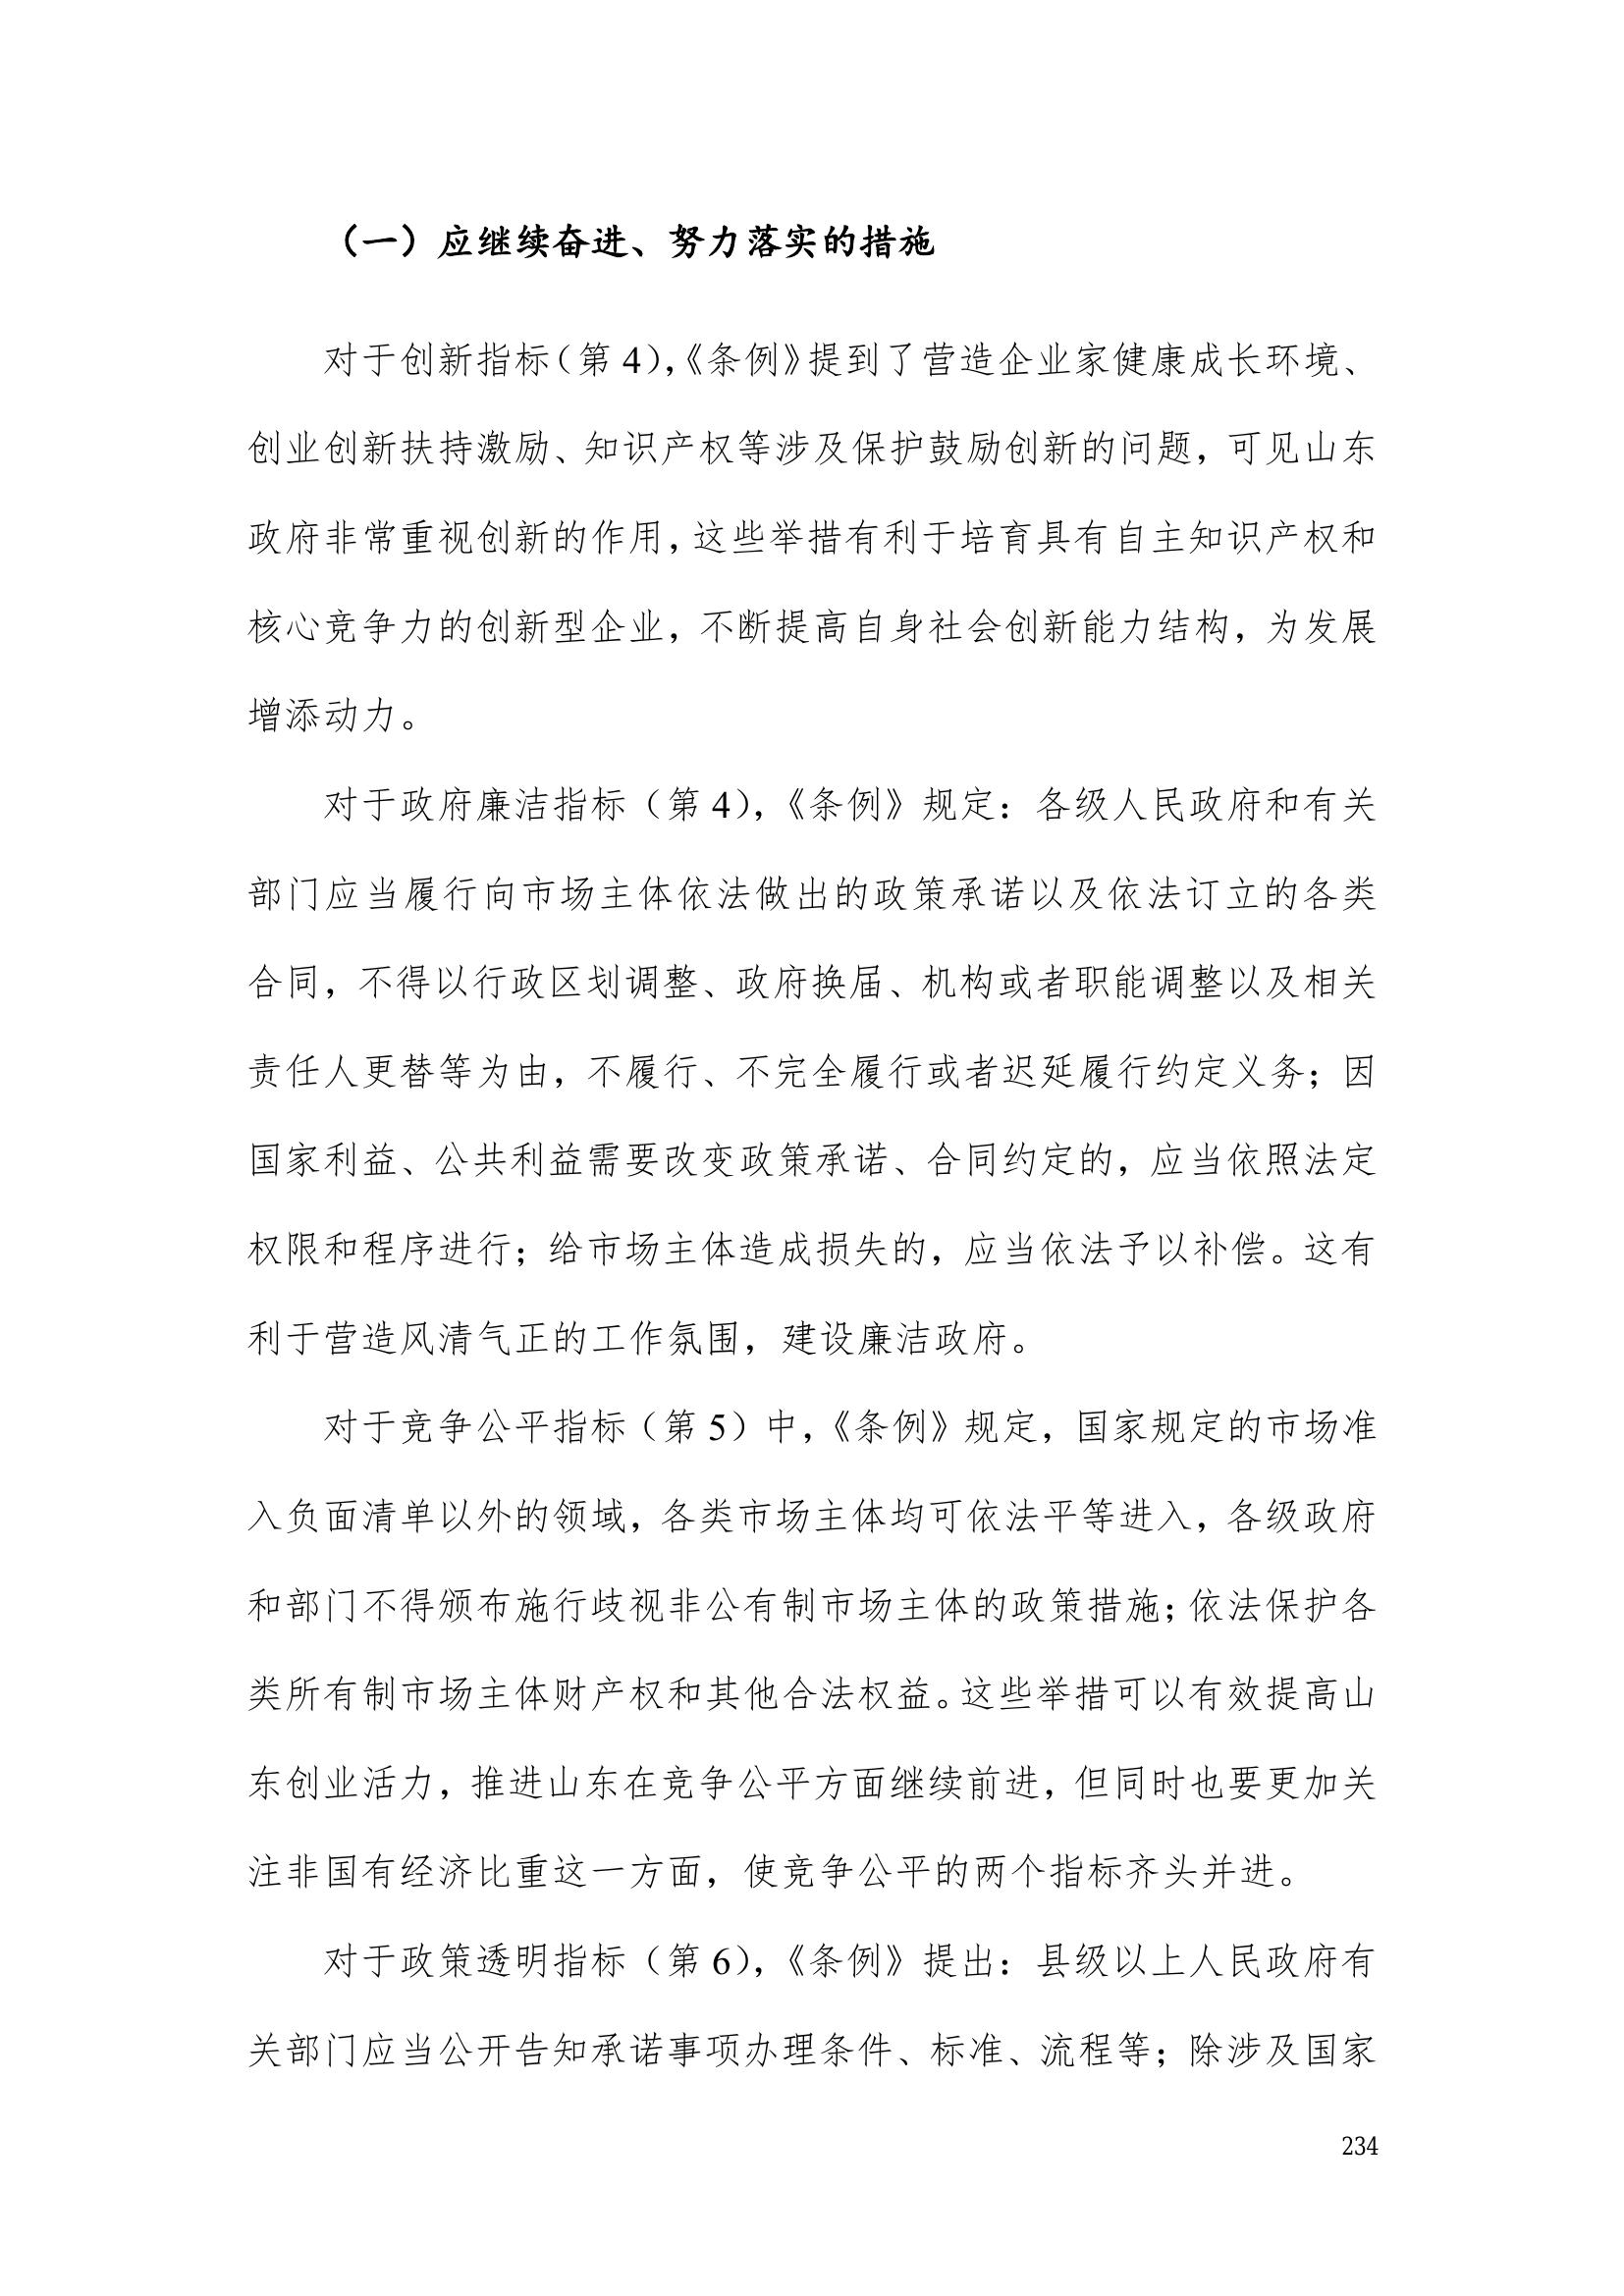 （一）应继续奋进、努力落实的措施
对于创新指标（第 4），《条例》提到了营造企业家健康成长环境、
创业创新扶持激励、知识产权等涉及保护鼓励创新的问题，可见山东
政府非常重视创新的作用，这些举措有利于培育具有自主知识产权和
核心竞争力的创新型企业，不断提高自身社会创新能力结构，为发展
增添动力。
对于政府廉洁指标（第 4），《条例》规定：各级人民政府和有关
部门应当履行向市场主体依法做出的政策承诺以及依法订立的各类
合同，不得以行政区划调整、政府换届、机构或者职能调整以及相关
责任人更替等为由，不履行、不完全履行或者迟延履行约定义务；因
国家利益、公共利益需要改变政策承诺、合同约定的，应当依照法定
权限和程序进行；给市场主体造成损失的，应当依法予以补偿。这有
利于营造风清气正的工作氛围，建设廉洁政府。
对于竞争公平指标（第 5）中，《条例》规定，国家规定的市场准
入负面清单以外的领域，各类市场主体均可依法平等进入，各级政府
和部门不得颁布施行歧视非公有制市场主体的政策措施；依法保护各
类所有制市场主体财产权和其他合法权益。这些举措可以有效提高山
东创业活力，推进山东在竞争公平方面继续前进，但同时也要更加关
注非国有经济比重这一方面，使竞争公平的两个指标齐头并进。
对于政策透明指标（第 6），《条例》提出：县级以上人民政府有
关部门应当公开告知承诺事项办理条件、标准、流程等；除涉及国家
234